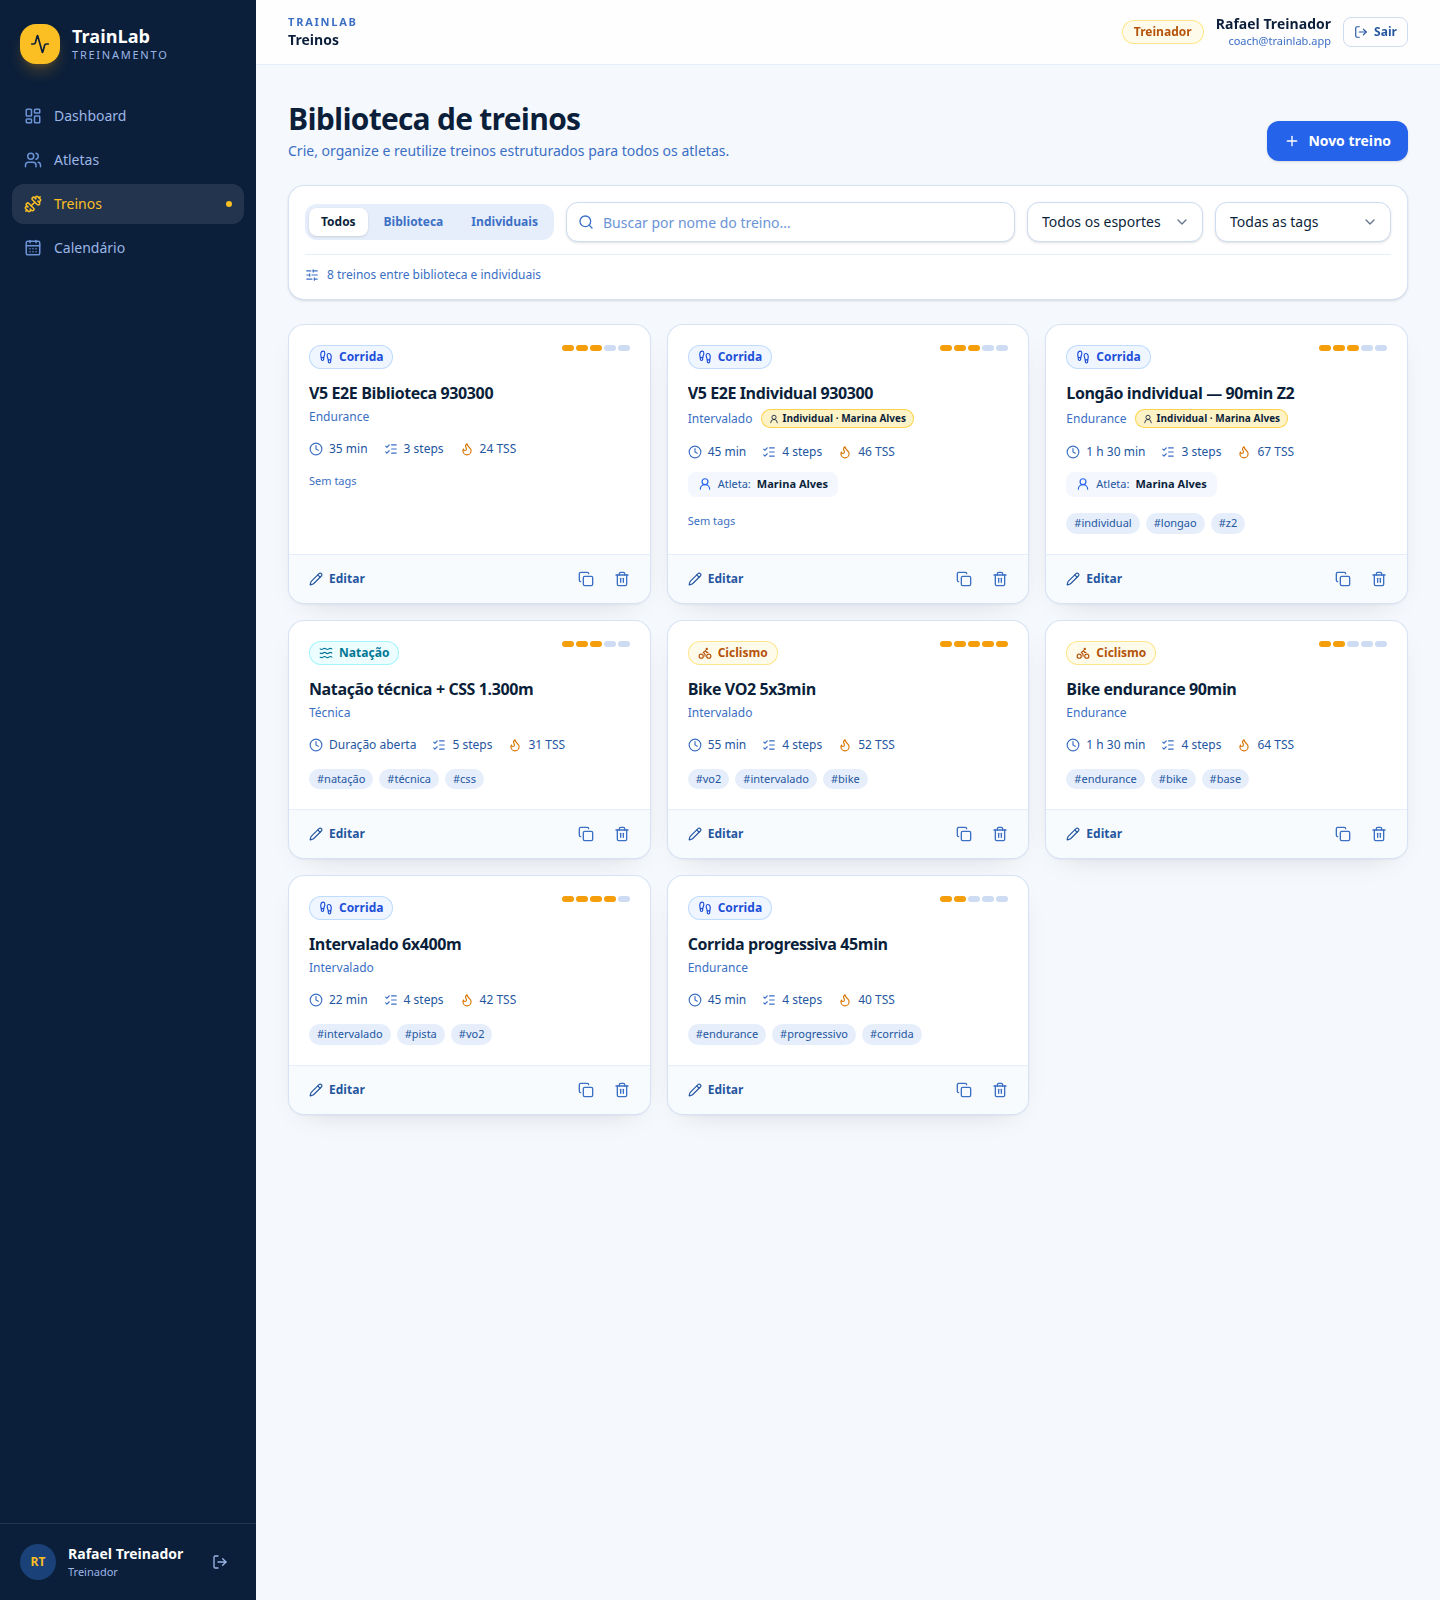 TrainLab
TREINAMENTO
Dashboard
Atletas
Treinos
Calendário
RT
Rafael Treinador
Treinador
TRAINLAB
Treinos
Treinador
Rafael Treinador
coach@trainlab.app
Sair
Biblioteca de treinos
Crie, organize e reutilize treinos estruturados para todos os atletas.
Novo treino
Todos Biblioteca Individuais
Buscar por nome do treino...
Todos os esportes
Todas as tags
8 treinos entre biblioteca e individuais
Corrida
V5 E2E Biblioteca 930300
Endurance
35 min 3 steps 24 TSS
Sem tags
Editar
Corrida
V5 E2E Individual 930300
Intervalado Individual · Marina Alves
45 min 4 steps 46 TSS
Atleta: Marina Alves
Sem tags
Editar
Corrida
Longão individual — 90min Z2
Endurance Individual · Marina Alves
1 h 30 min 3 steps 67 TSS
Atleta: Marina Alves
#individual #longao #z2
Editar
Natação
Natação técnica + CSS 1.300m
Técnica
Duração aberta 5 steps 31 TSS
#natação #técnica #css
Editar
Ciclismo
Bike VO2 5x3min
Intervalado
55 min 4 steps 52 TSS
#vo2 #intervalado #bike
Editar
Ciclismo
Bike endurance 90min
Endurance
1 h 30 min 4 steps 64 TSS
#endurance #bike #base
Editar
Corrida
Intervalado 6x400m
Intervalado
22 min 4 steps 42 TSS
#intervalado #pista #vo2
Editar
Corrida
Corrida progressiva 45min
Endurance
45 min 4 steps 40 TSS
#endurance #progressivo #corrida
Editar